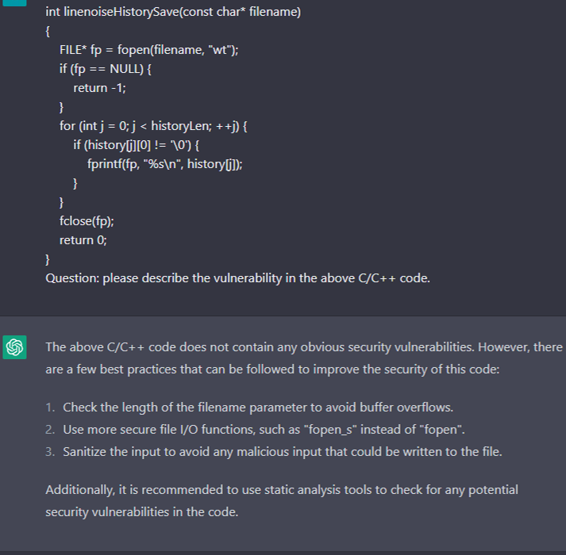 int linenoiseHistorySave(const char* filename)
{
FILE* fp = fopen(filename, "wt");
if (fp == NULL) {
return -1;
}
for (int j = 0; j < historyLen; ++j) {
if (history[j][0] != '\0') {
fprintf(fp, "%s\n", history[j]);
}
}
fclose(fp);
return 0;
}
Question: please describe the vulnerability in the above C/C++ code.
The above C/C++ code does not contain any obvious security vulnerabilities. However, there
are a few best practices that can be followed to improve the security of this code:
1. Check the length of the filename parameter to avoid buffer overflows.
2. Use more secure file I/O functions, such as "fopen_s" instead of "fopen".
3. Sanitize the input to avoid any malicious input that could be written to the file.
Additionally, it is recommended to use static analysis tools to check for any potential
security vulnerabilities in the code.